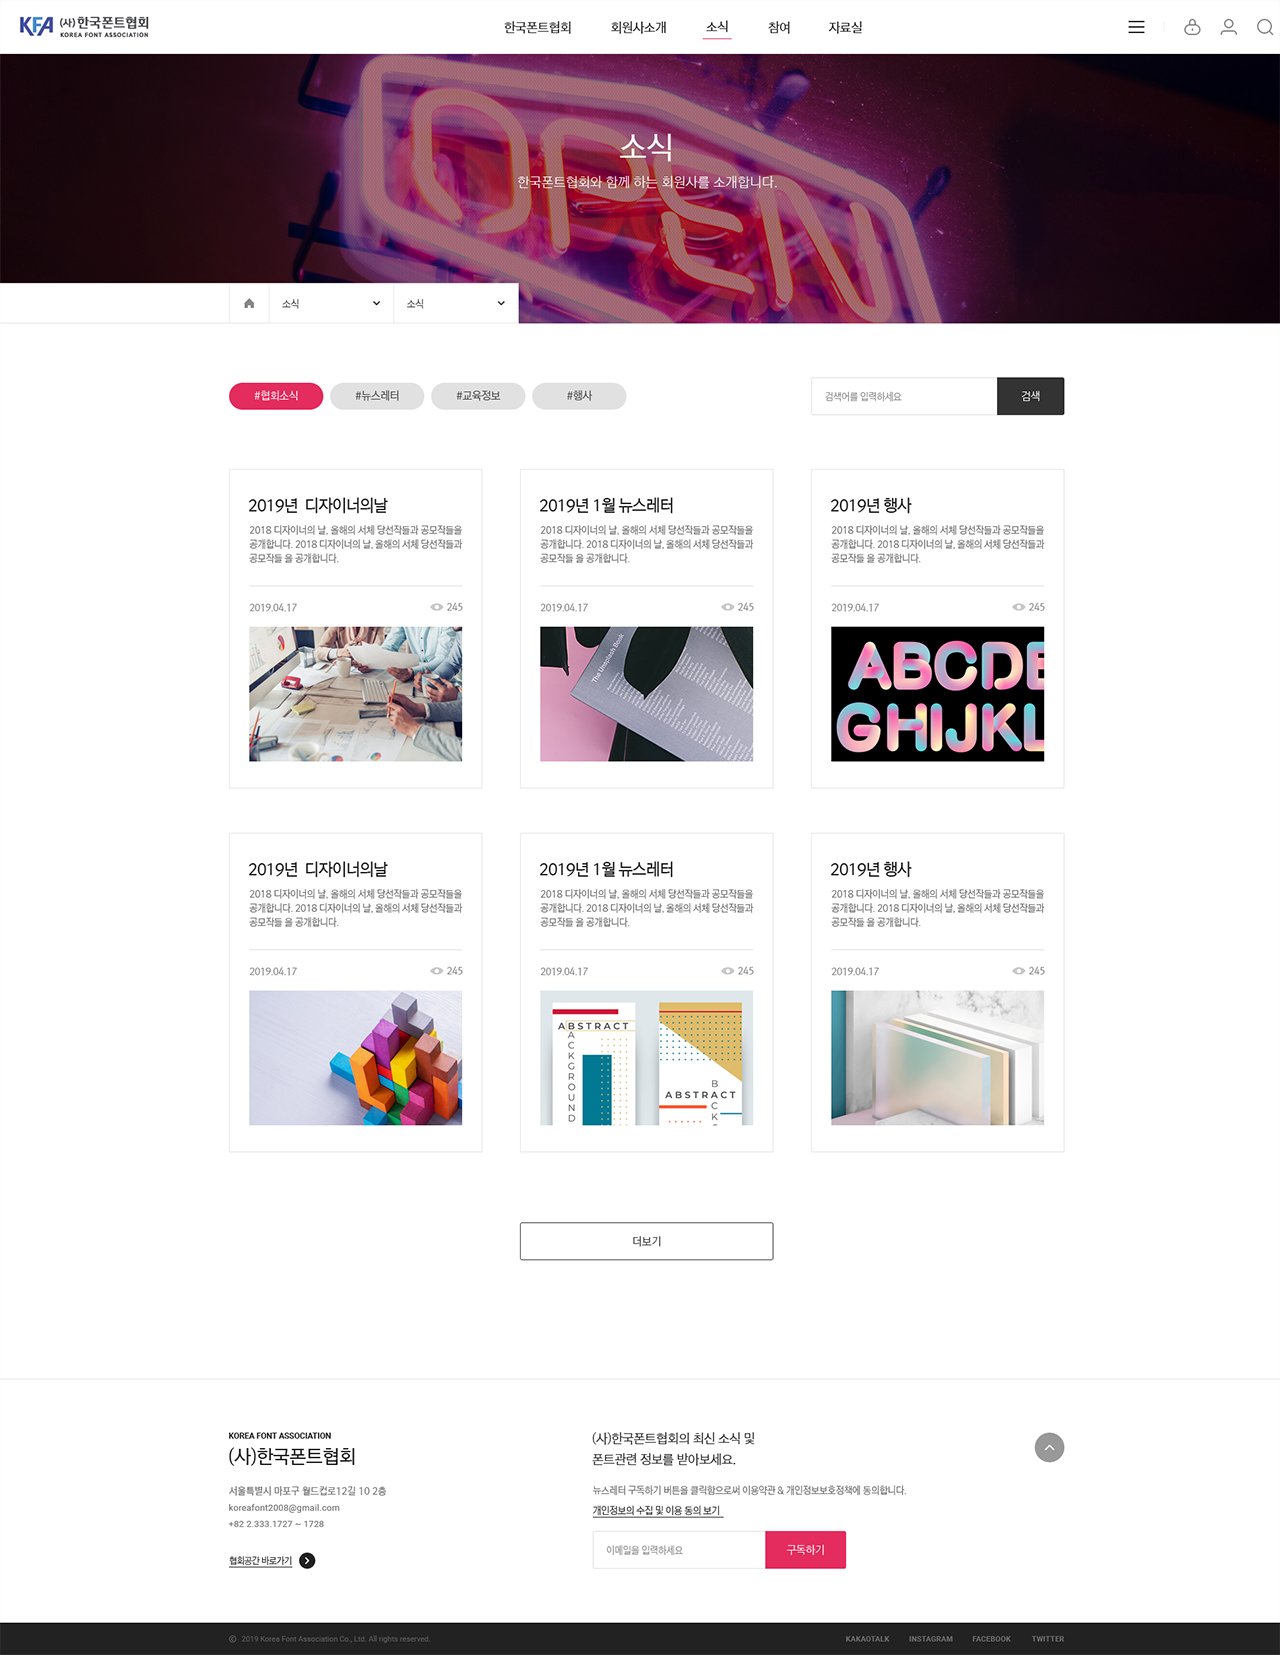 KFA (사)한국폰트협회
KOREA FONT ASSOCIATION
한국폰트협회 회원사소개 소식 참여 자료실
OPEN
소식
한국폰트협회와 함께 하는 회원사를 소개합니다.
소식 소식
#협회소식 #뉴스레터 #교육정보 #행사
검색어를 입력하세요 검색
2019년 디자이너의날
2018 디자이너의 날, 올해의 서체 당선작들과 공모작들을
공개합니다. 2018 디자이너의 날, 올해의 서체 당선작들과
공모작들 을 공개합니다.
2019.04.17 245
2019년 1월 뉴스레터
2018 디자이너의 날, 올해의 서체 당선작들과 공모작들을
공개합니다. 2018 디자이너의 날, 올해의 서체 당선작들과
공모작들 을 공개합니다.
2019.04.17 245
The Unsplash Book
2019년 행사
2018 디자이너의 날, 올해의 서체 당선작들과 공모작들을
공개합니다. 2018 디자이너의 날, 올해의 서체 당선작들과
공모작들 을 공개합니다.
2019.04.17 245
ABCDE
GHIJKL
2019년 디자이너의날
2018 디자이너의 날, 올해의 서체 당선작들과 공모작들을
공개합니다. 2018 디자이너의 날, 올해의 서체 당선작들과
공모작들 을 공개합니다.
2019.04.17 245
2019년 1월 뉴스레터
2018 디자이너의 날, 올해의 서체 당선작들과 공모작들을
공개합니다. 2018 디자이너의 날, 올해의 서체 당선작들과
공모작들 을 공개합니다.
2019.04.17 245
ABSTRACT
BACKGROUND
ABSTRACT
BACKG
2019년 행사
2018 디자이너의 날, 올해의 서체 당선작들과 공모작들을
공개합니다. 2018 디자이너의 날, 올해의 서체 당선작들과
공모작들 을 공개합니다.
2019.04.17 245
더보기
KOREA FONT ASSOCIATION
(사)한국폰트협회
서울특별시 마포구 월드컵로12길 10 2층
koreafont2008@gmail.com
+82 2.333.1727 ~ 1728
협회공간 바로가기
(사)한국폰트협회의 최신 소식 및
폰트관련 정보를 받아보세요.
뉴스레터 구독하기 버튼을 클릭함으로써 이용약관 & 개인정보보호정책에 동의합니다.
개인정보의 수집 및 이용 동의 보기
이메일을 입력하세요 구독하기
© 2019 Korea Font Association Co., Ltd. All rights reserved.
KAKAOTALK INSTAGRAM FACEBOOK TWITTER